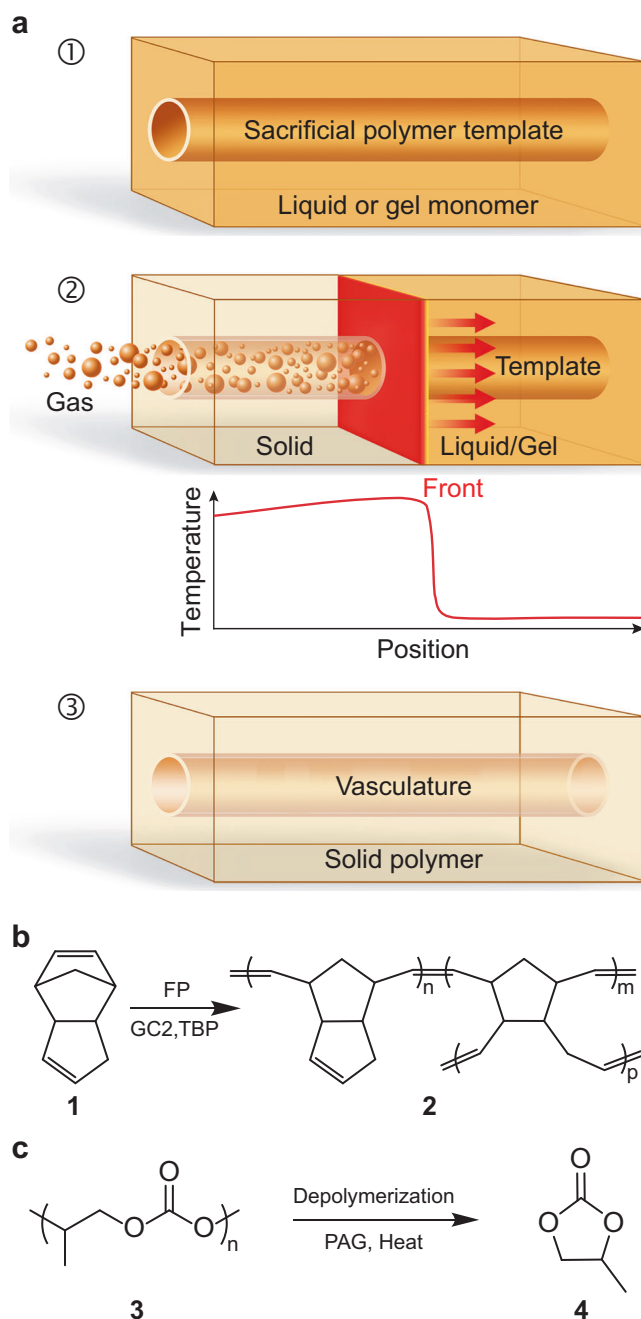 a
①
Sacrificial polymer template
Liquid or gel monomer
②
Gas
Template
Solid
Liquid/Gel
Front
Temperature
Position
③
Vasculature
Solid polymer
b
FP
GC2,TBP
n
m
p
1
2
c
O
O
O
n
Depolymerization
PAG, Heat
O
O
O
3
4